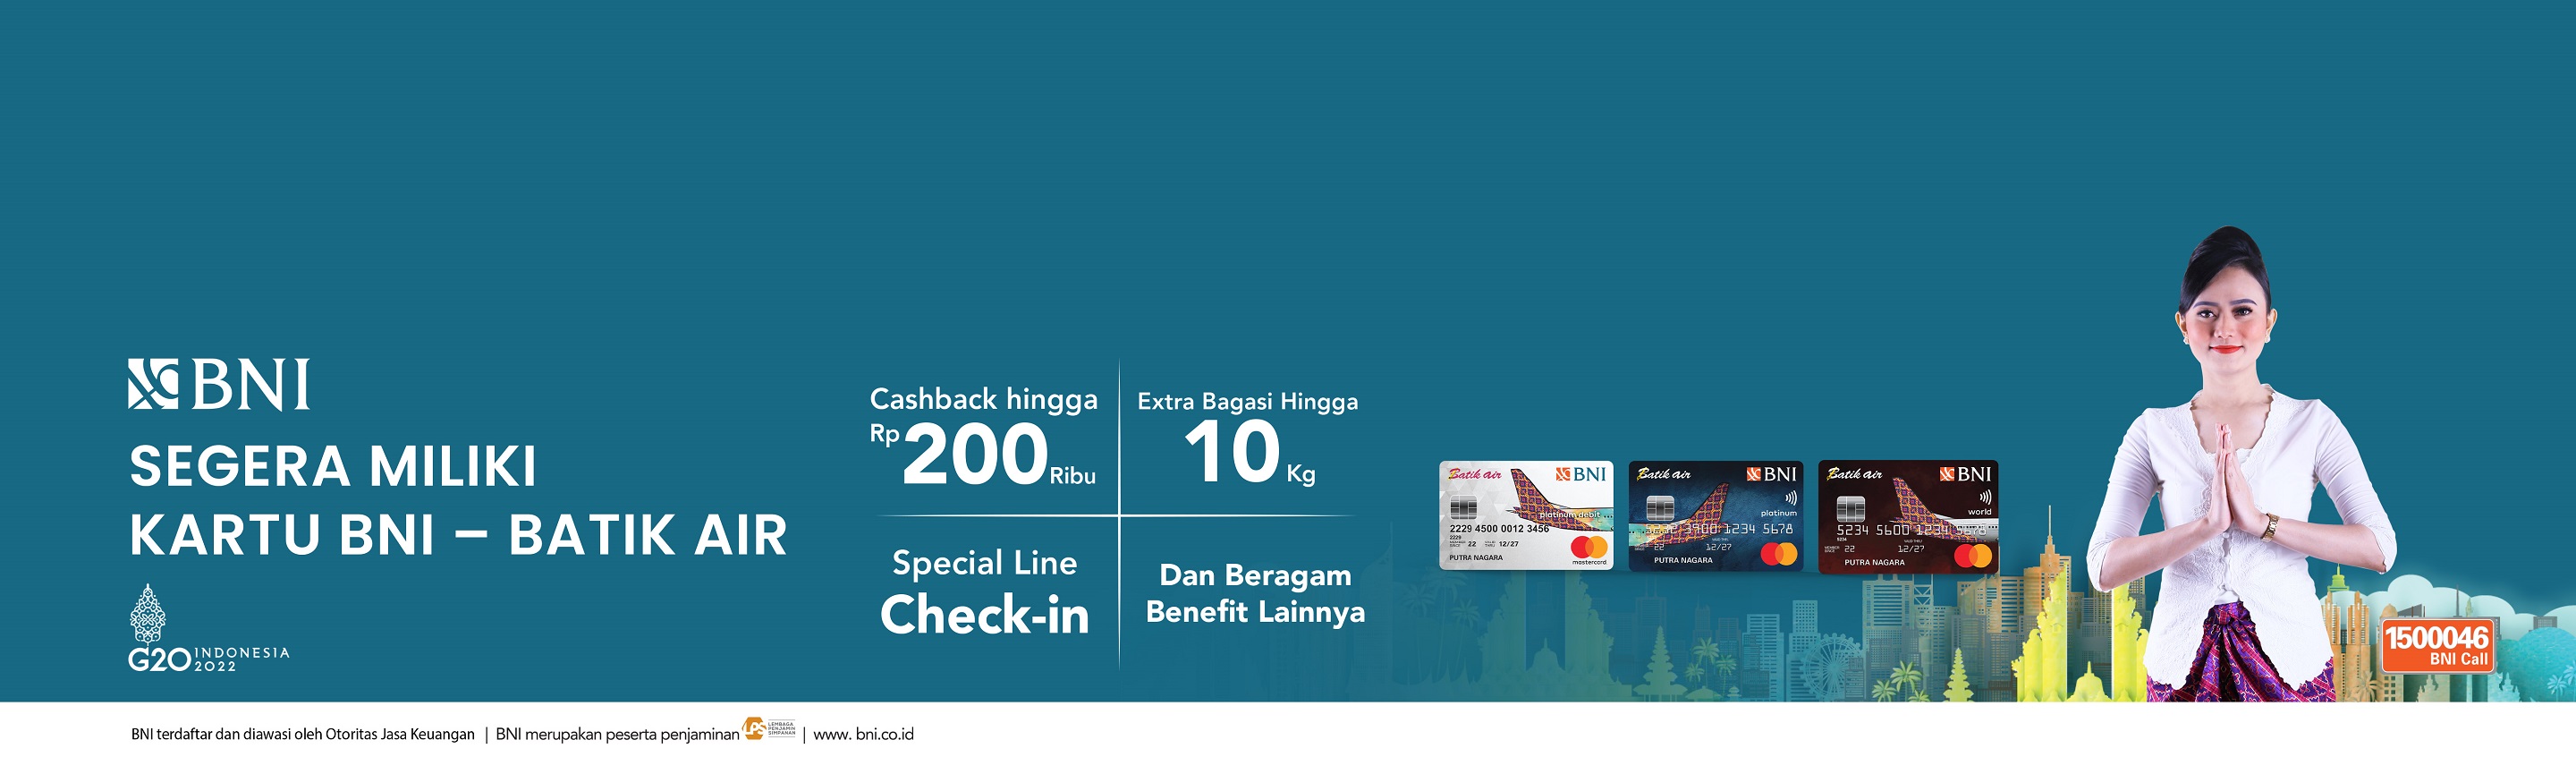 BNI
SEGERA MILIKI
KARTU BNI – BATIK AIR
G20 INDONESIA
2022
Cashback hingga
Rp 200 Ribu
Extra Bagasi Hingga
10 Kg
Special Line
Check-in
Dan Beragam
Benefit Lainnya
Batik air BNI
platinum debit
2229 4500 0012 3456
2229
22 12/27
PUTRA NAGARA
mastercard
Batik air BNI
platinum
1234 5678
22 12/27
PUTRA NAGARA
Batik air BNI
world
5234 5600 1234 5678
5234
22 12/27
PUTRA NAGARA
1500046
BNI Call
BNI terdaftar dan diawasi oleh Otoritas Jasa Keuangan | BNI merupakan peserta penjaminan LPS LEMBAGA PENJAMIN SIMPANAN | www. bni.co.id